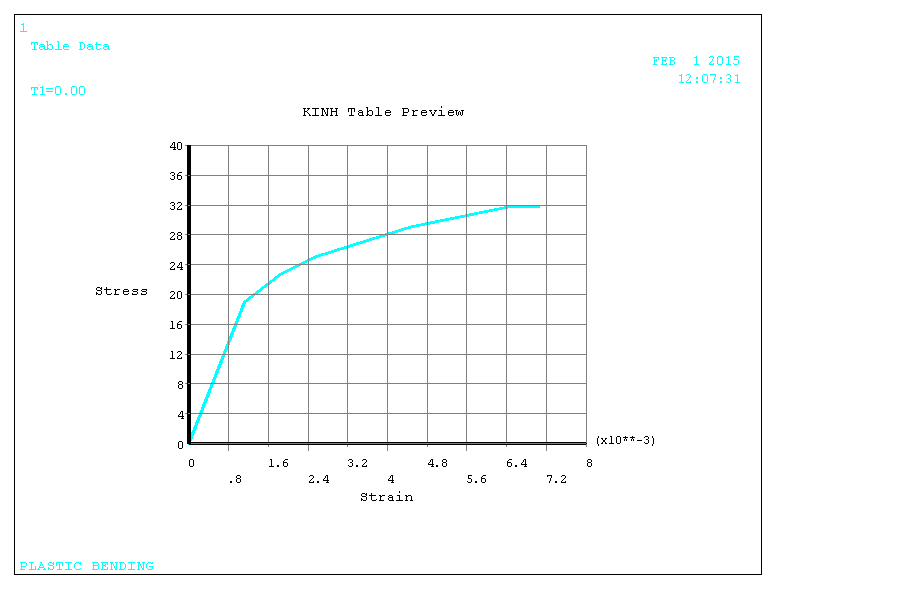 1
Table Data
FEB 1 2015
12:07:31
T1=0.00
KINH Table Preview
40
36
32
28
24
20
16
12
8
4
0
Stress
(x10**-3)
0 1.6 3.2 4.8 6.4 8
.8 2.4 4 5.6 7.2
Strain
PLASTIC BENDING